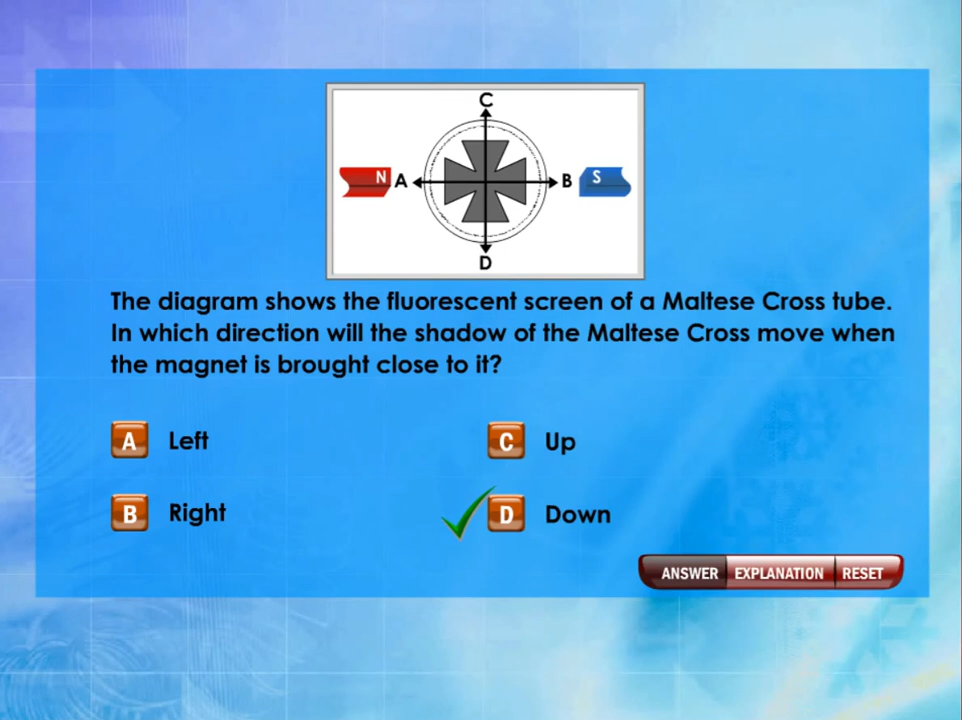 C
N A B S
D
The diagram shows the fluorescent screen of a Maltese Cross tube.
In which direction will the shadow of the Maltese Cross move when
the magnet is brought close to it?
A Left
C Up
B Right
D Down
ANSWER EXPLANATION RESET